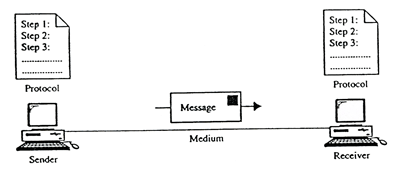 Step 1:
Step 2:
Step 3:
Protocol
Step 1:
Step 2:
Step 3:
Protocol
Message
Medium
Sender
Receiver